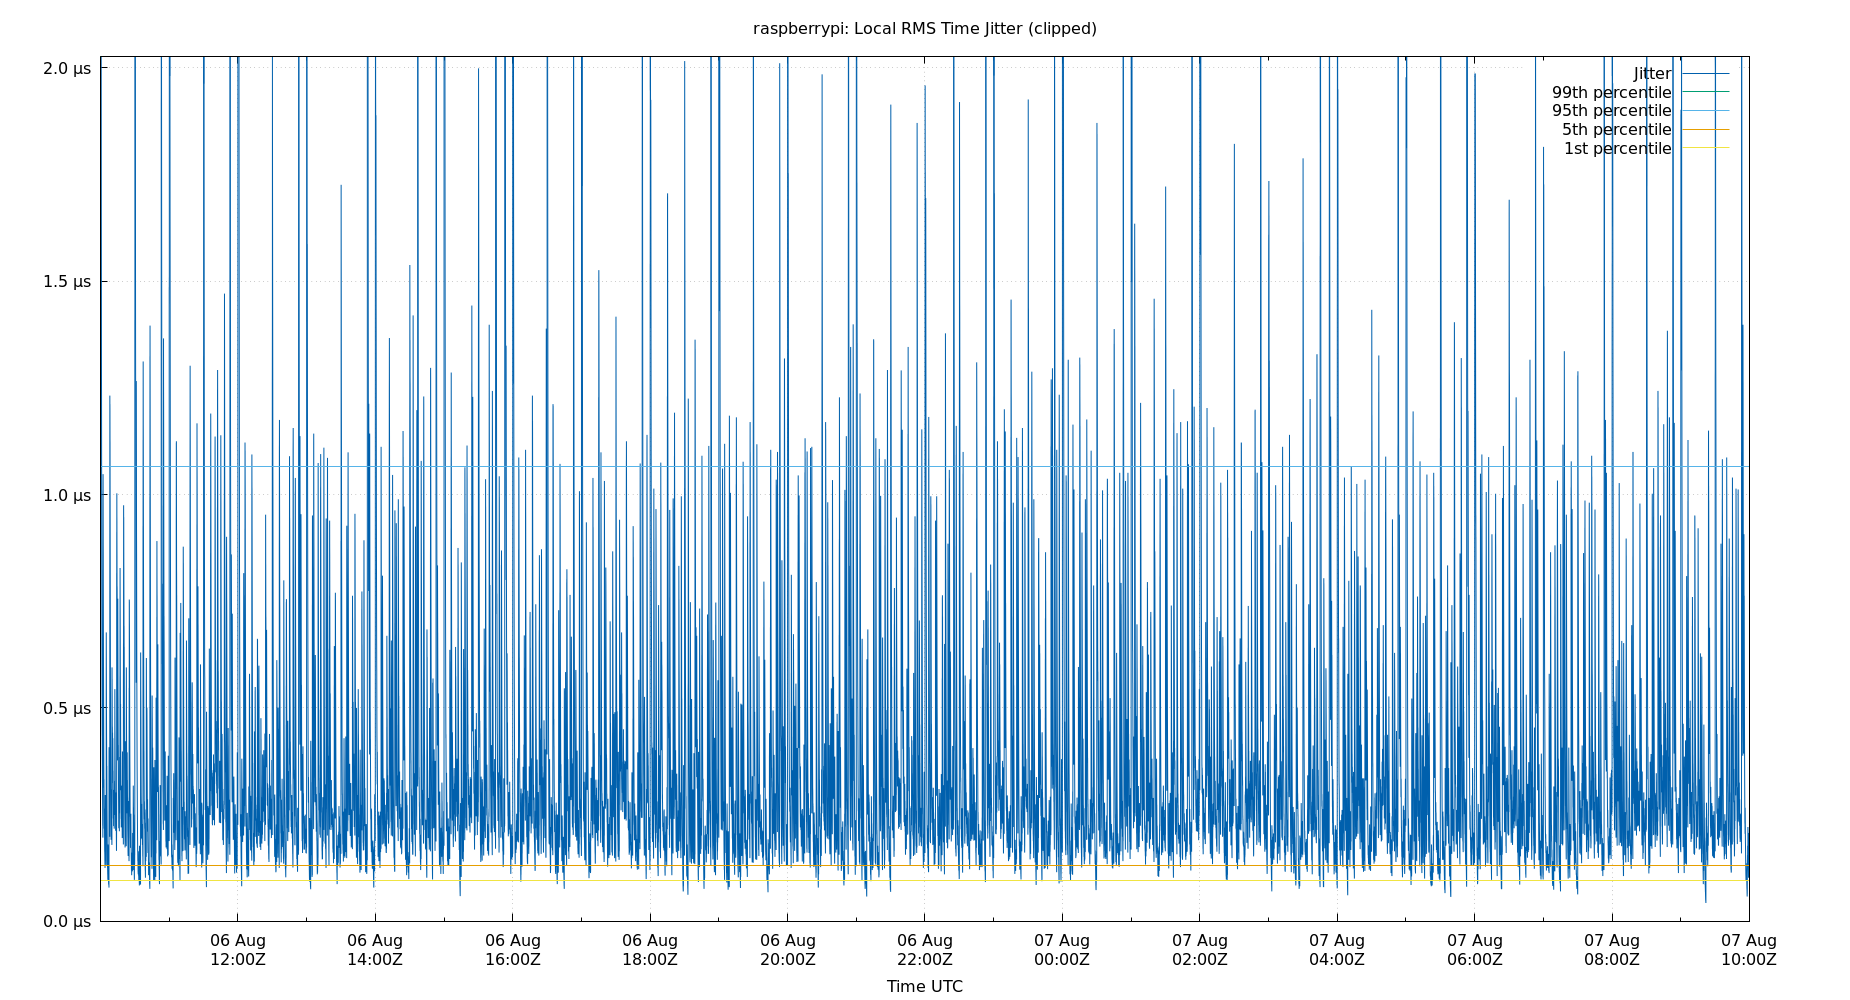 raspberrypi: Local RMS Time Jitter (clipped)
2.0 µs
1.5 µs
1.0 µs
0.5 µs
0.0 µs
Jitter
99th percentile
95th percentile
5th percentile
1st percentile
06 Aug 12:00Z
06 Aug 14:00Z
06 Aug 16:00Z
06 Aug 18:00Z
06 Aug 20:00Z
06 Aug 22:00Z
07 Aug 00:00Z
07 Aug 02:00Z
07 Aug 04:00Z
07 Aug 06:00Z
07 Aug 08:00Z
07 Aug 10:00Z
Time UTC